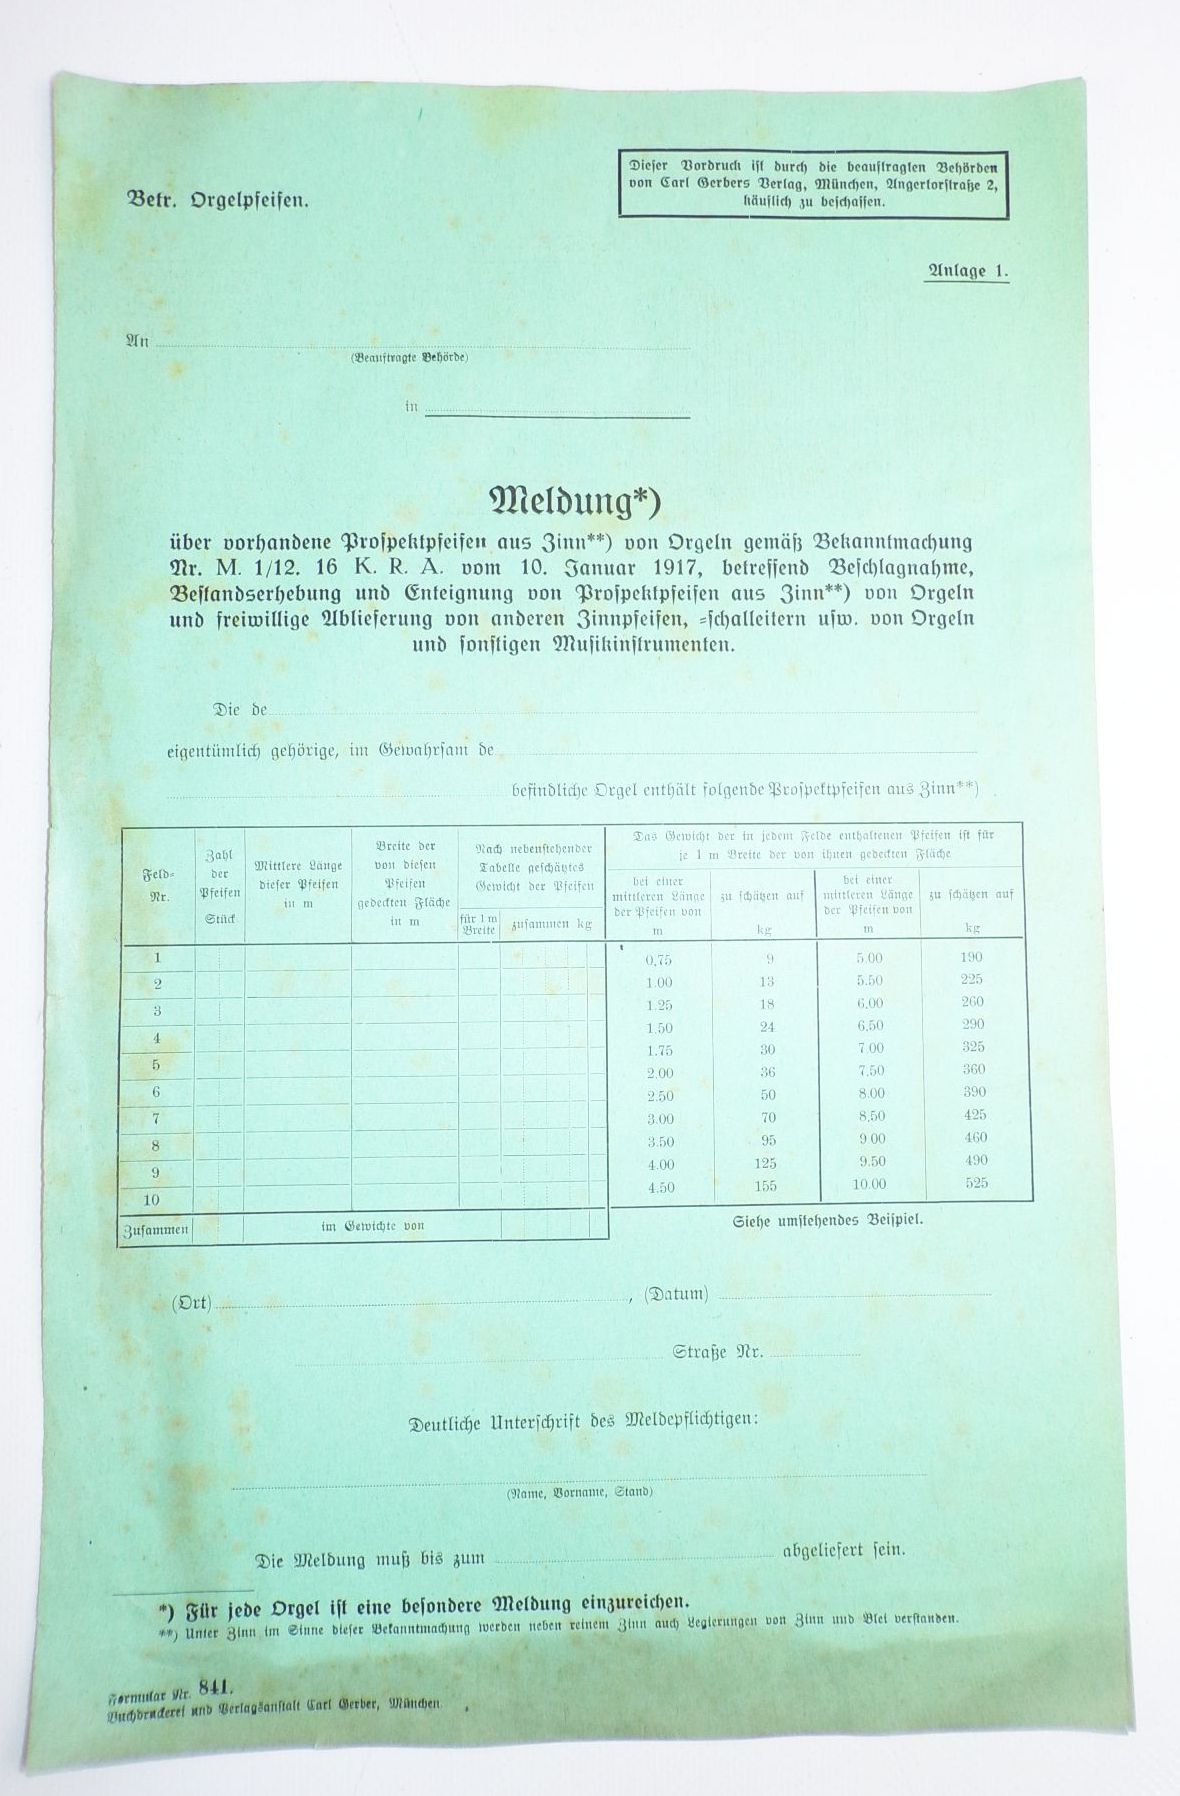 Betr. Orgelpfeifen.
Dieser Vordruck ist durch die beauftragten Behörden
von Carl Gerbers Verlag, München, Angertorstraße 2,
käuflich zu beschaffen.
Anlage 1.
An
(Beauftragte Behörde)
in
Meldung*)
über vorhandene Prospektpfeifen aus Zinn**) von Orgeln gemäß Bekanntmachung
Nr. M. 1/12. 16 K. R. A. vom 10. Januar 1917, betreffend Beschlagnahme,
Bestandserhebung und Enteignung von Prospektpfeifen aus Zinn**) von Orgeln
und freiwillige Ablieferung von anderen Zinnpfeifen, =schalleitern usw. von Orgeln
und sonstigen Musikinstrumenten.
Die de
eigentümlich gehörige, im Gewahrsam de
befindliche Orgel enthält folgende Prospektpfeifen aus Zinn**)
Feld=
Nr.
Zahl
der
Pfeifen
Stück
Mittlere Länge
dieser Pfeifen
in m
Breite der
von diesen
Pfeifen
gedeckten Fläche
in m
Nach nebenstehender
Tabelle geschätztes
Gewicht der Pfeifen
für 1 m
Breite
zusammen kg
Das Gewicht der in jedem Felde enthaltenen Pfeifen ist für
je 1 m Breite der von ihnen gedeckten Fläche
bei einer
mittleren Länge
der Pfeifen von
m
zu schätzen auf
kg
bei einer
mittleren Länge
der Pfeifen von
m
zu schätzen auf
kg
1
2
3
4
5
6
7
8
9
10
0,75 9 5.00 190
1.00 13 5.50 225
1.25 18 6,00 260
1,50 24 6,50 290
1.75 30 7.00 325
2.00 36 7,50 360
2.50 50 8.00 390
3.00 70 8,50 425
3.50 95 9 00 460
4.00 125 9.50 490
4.50 155 10.00 525
Zusammen im Gewichte von
Siehe umstehendes Beispiel.
(Ort) , (Datum)
Straße Nr.
Deutliche Unterschrift des Meldepflichtigen:
(Name, Vorname, Stand)
Die Meldung muß bis zum abgeliefert sein.
*) Für jede Orgel ist eine besondere Meldung einzureichen.
**) Unter Zinn im Sinne dieser Bekanntmachung werden neben reinem Zinn auch Legierungen von Zinn und Blei verstanden.
Formular Nr. 841.
Buchdruckerei und Verlagsanstalt Carl Gerber, München.